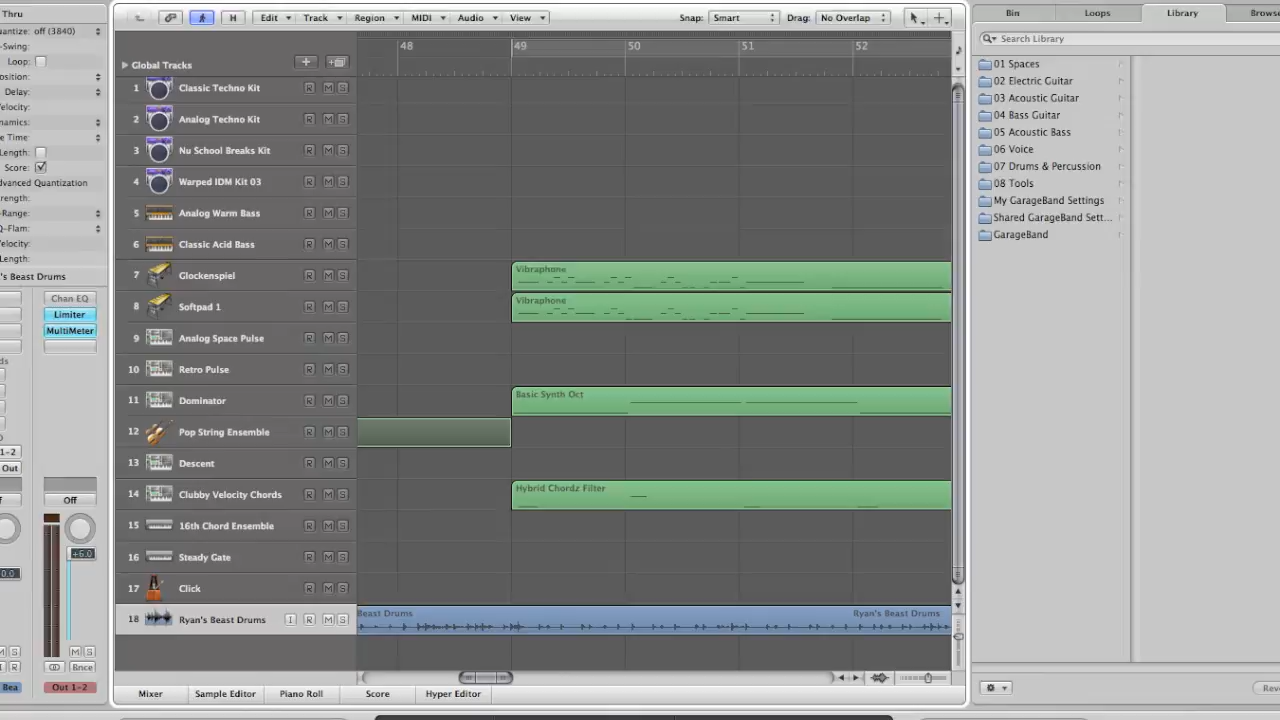 Thru
uantize: off (3840)
-Swing:
Loop:
osition:
Delay:
elocity:
namics:
e Time:
ength:
Score:
dvanced Quantization
rength:
-Range:
Q-Flam:
elocity:
Length:
's Beast Drums
Chan EQ
Limiter
MultiMeter
ds
1-2
Out
Off
+6.0
0.0
M S
M S
I R
Bnce
Bea
Out 1-2
H
Edit
Track
Region
MIDI
Audio
View
Snap: Smart
Drag: No Overlap
48 49 50 51 52
Global Tracks
1 Classic Techno Kit R M S
2 Analog Techno Kit R M S
3 Nu School Breaks Kit R M S
4 Warped IDM Kit 03 R M S
5 Analog Warm Bass R M S
6 Classic Acid Bass R M S
7 Glockenspiel R M S
Vibraphone
8 Softpad 1 R M S
Vibraphone
9 Analog Space Pulse R M S
10 Retro Pulse R M S
11 Dominator R M S
Basic Synth Oct
12 Pop String Ensemble R M S
13 Descent R M S
14 Clubby Velocity Chords R M S
Hybrid Chordz Filter
15 16th Chord Ensemble R M S
16 Steady Gate R M S
17 Click R M S
18 Ryan's Beast Drums I R M S
Beast Drums
Ryan's Beast Drums
Mixer
Sample Editor
Piano Roll
Score
Hyper Editor
Bin
Loops
Library
Browse
Search Library
01 Spaces
02 Electric Guitar
03 Acoustic Guitar
04 Bass Guitar
05 Acoustic Bass
06 Voice
07 Drums & Percussion
08 Tools
My GarageBand Settings
Shared GarageBand Sett...
GarageBand
Rev